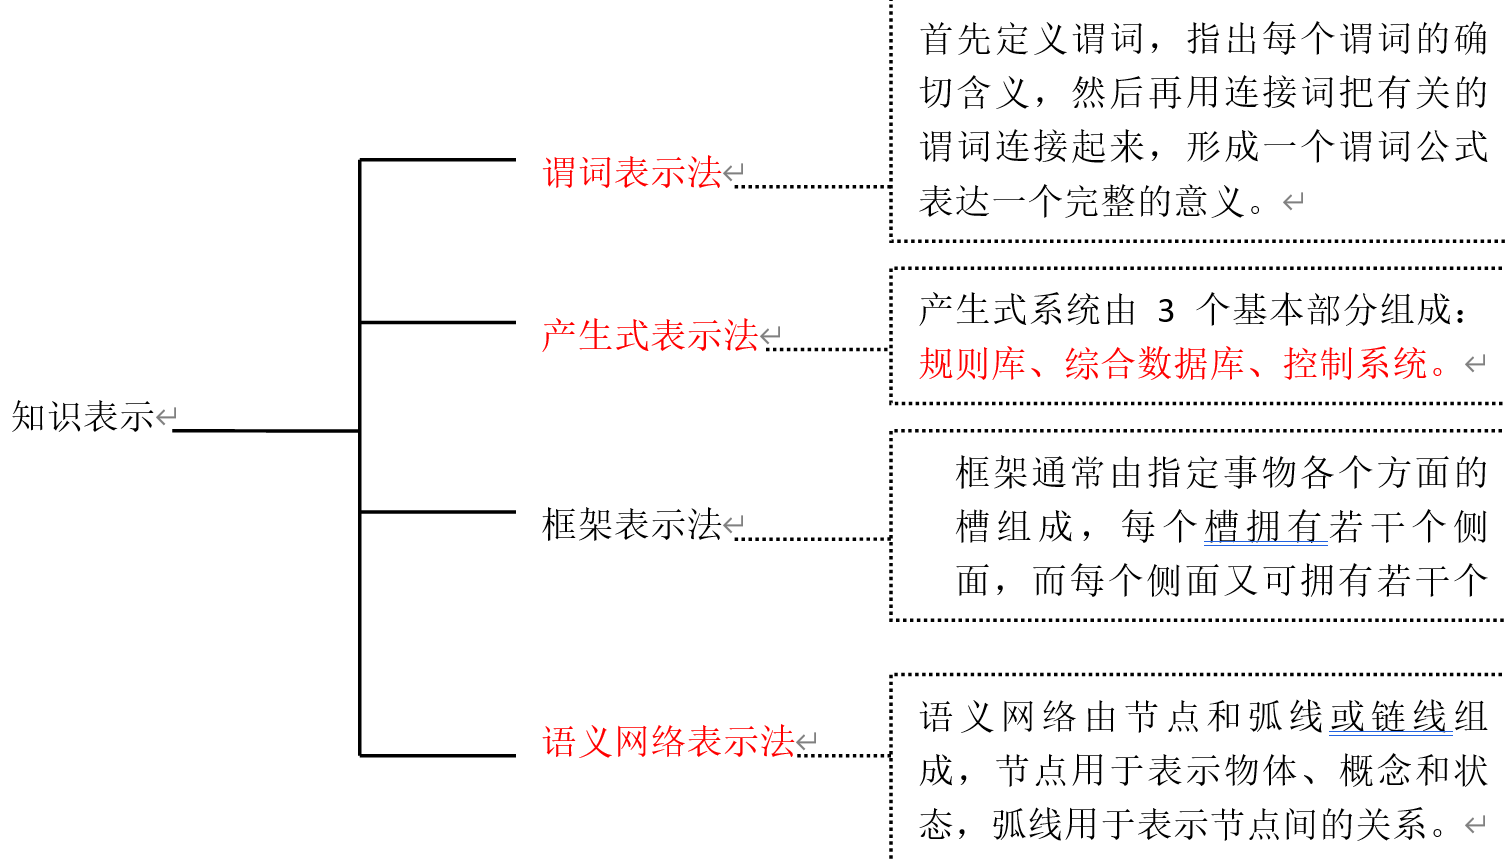 知识表示
谓词表示法
首先定义谓词，指出每个谓词的确
切含义，然后再用连接词把有关的
谓词连接起来，形成一个谓词公式
表达一个完整的意义。
产生式表示法
产生式系统由 3 个基本部分组成：
规则库、综合数据库、控制系统。
框架表示法
框架通常由指定事物各个方面的
槽组成，每个槽拥有若干个侧
面，而每个侧面又可拥有若干个
语义网络表示法
语义网络由节点和弧线或链线组
成，节点用于表示物体、概念和状
态，弧线用于表示节点间的关系。